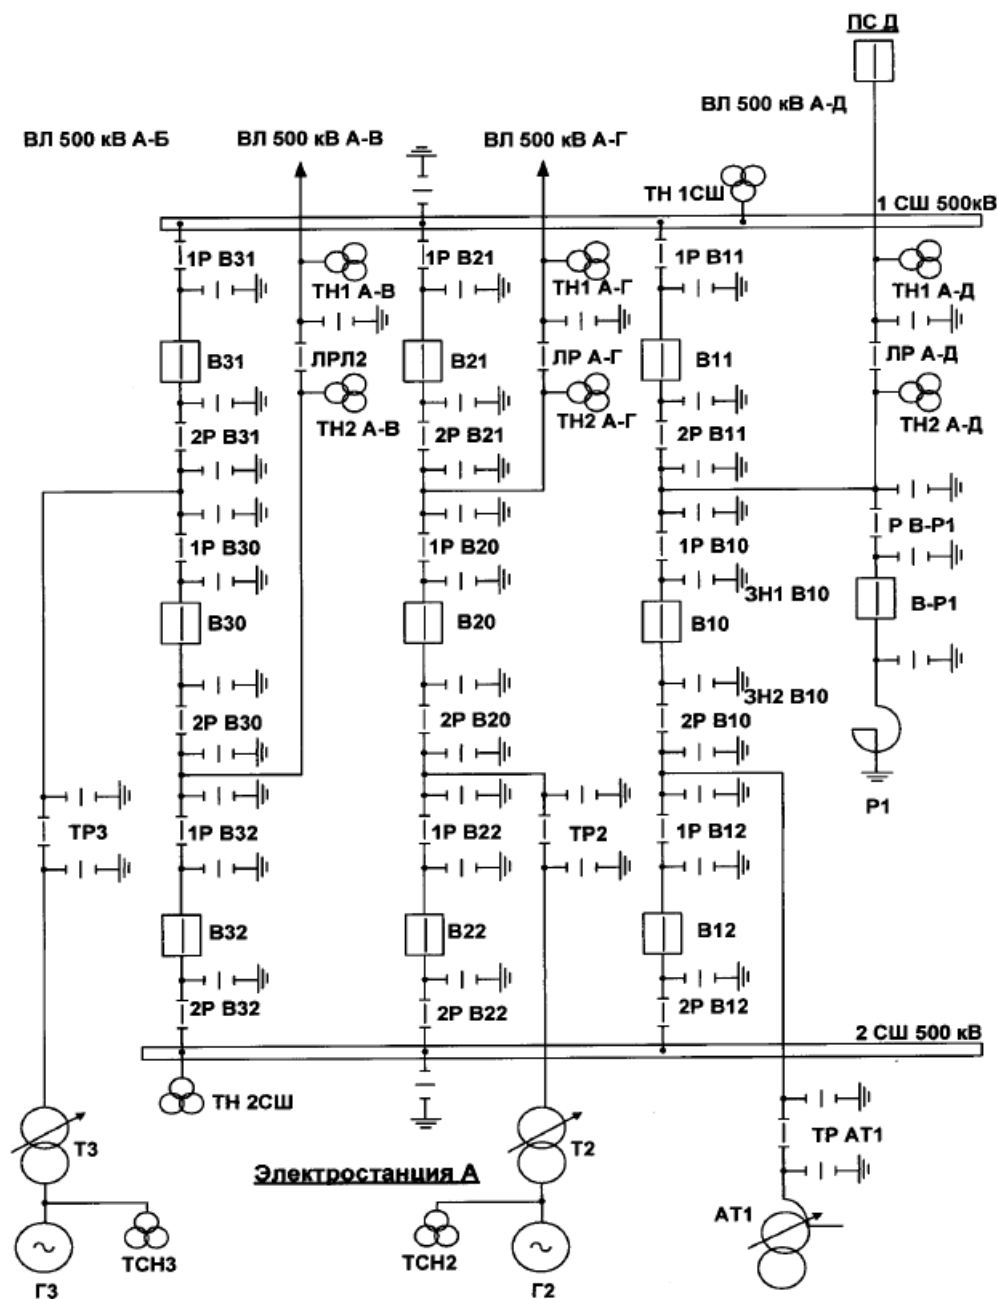 ПС Д
ВЛ 500 кВ А-Д
ВЛ 500 кВ А-Б
ВЛ 500 кВ А-В
ВЛ 500 кВ А-Г
ТН 1СШ
1 СШ 500кВ
1Р В31
ТН1 А-В
1Р В21
ТН1 А-Г
1Р В11
ТН1 А-Д
В31
ЛРЛ2
В21
ЛР А-Г
В11
ЛР А-Д
ТН2 А-В
ТН2 А-Г
ТН2 А-Д
2Р В31
2Р В21
2Р В11
Р В-Р1
1Р В30
1Р В20
1Р В10
ЗН1 В10
В-Р1
В30
В20
В10
ЗН2 В10
2Р В30
2Р В20
2Р В10
Р1
ТР3
1Р В32
1Р В22
ТР2
1Р В12
В32
В22
В12
2Р В32
2Р В22
2Р В12
2 СШ 500 кВ
ТН 2СШ
ТР АТ1
Т3
Т2
Электростанция А
АТ1
ТСН3
ТСН2
Г3
Г2
~
~